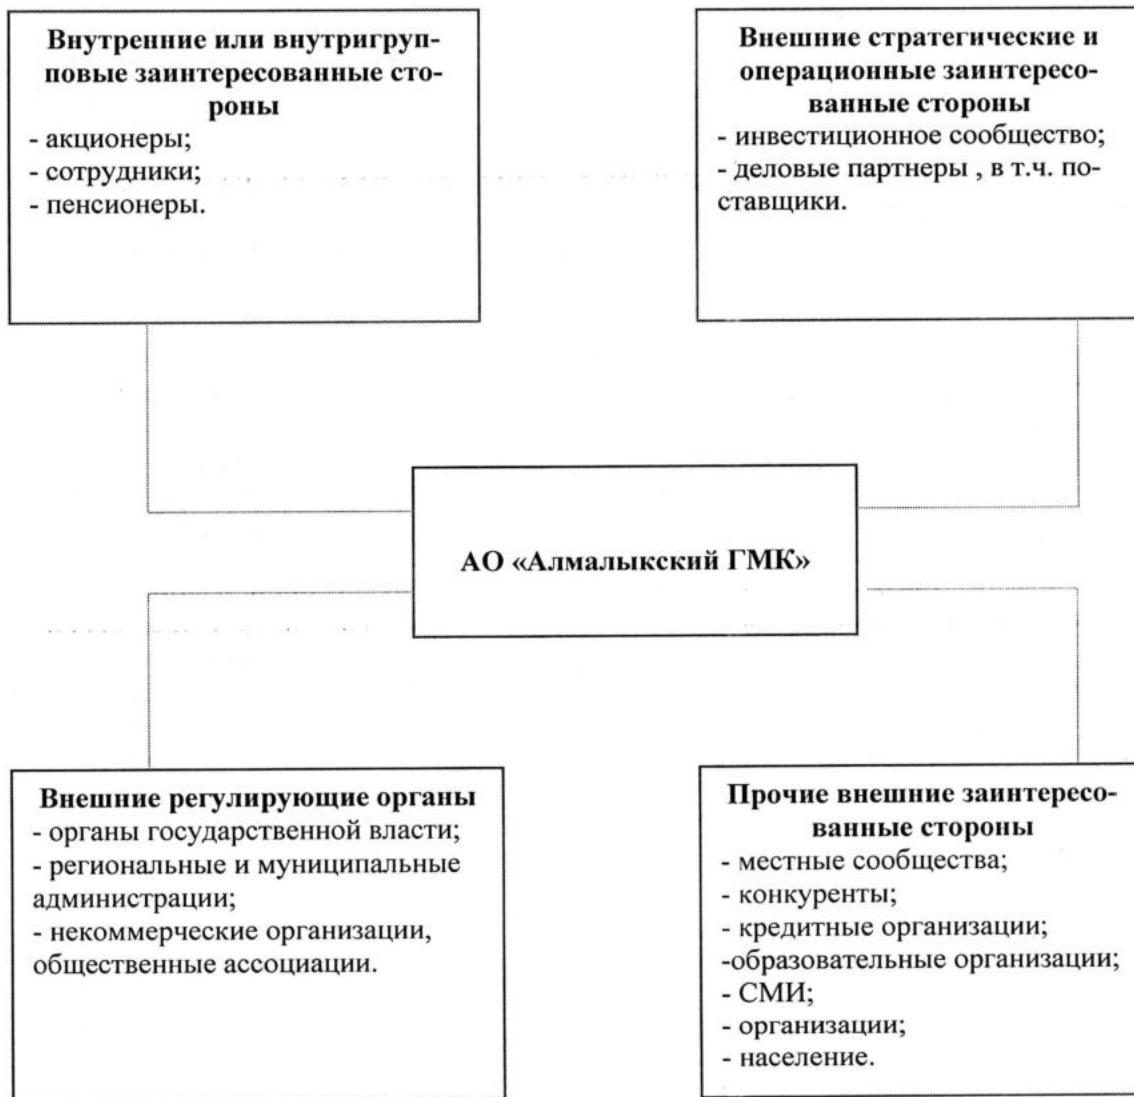 Внутренние или внутригруп-
повые заинтересованные сто-
роны
- акционеры;
- сотрудники;
- пенсионеры.
Внешние стратегические и
операционные заинтересо-
ванные стороны
- инвестиционное сообщество;
- деловые партнеры , в т.ч. по-
ставщики.
АО «Алмалыкский ГМК»
Внешние регулирующие органы
- органы государственной власти;
- региональные и муниципальные
администрации;
- некоммерческие организации,
общественные ассоциации.
Прочие внешние заинтересо-
ванные стороны
- местные сообщества;
- конкуренты;
- кредитные организации;
-образовательные организации;
- СМИ;
- организации;
- население.